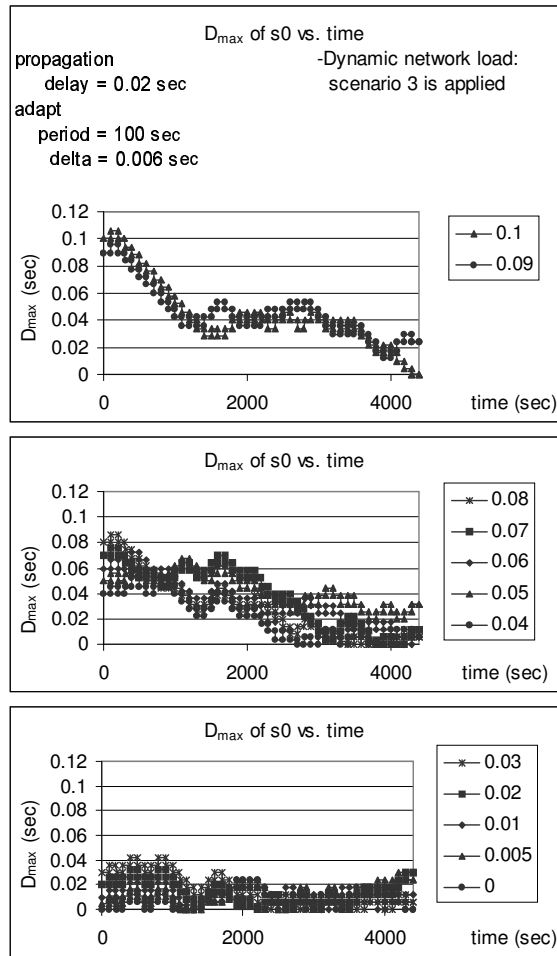 D_max of s0 vs. time
propagation
delay = 0.02 sec
adapt
period = 100 sec
delta = 0.006 sec
-Dynamic network load:
scenario 3 is applied
D_max (sec)
0.12
0.1
0.08
0.06
0.04
0.02
0
0 2000 4000 time (sec)
0.1
0.09
D_max of s0 vs. time
D_max (sec)
0.12
0.1
0.08
0.06
0.04
0.02
0
0 2000 4000 time (sec)
0.08
0.07
0.06
0.05
0.04
D_max of s0 vs. time
D_max (sec)
0.12
0.1
0.08
0.06
0.04
0.02
0
0 2000 4000 time (sec)
0.03
0.02
0.01
0.005
0